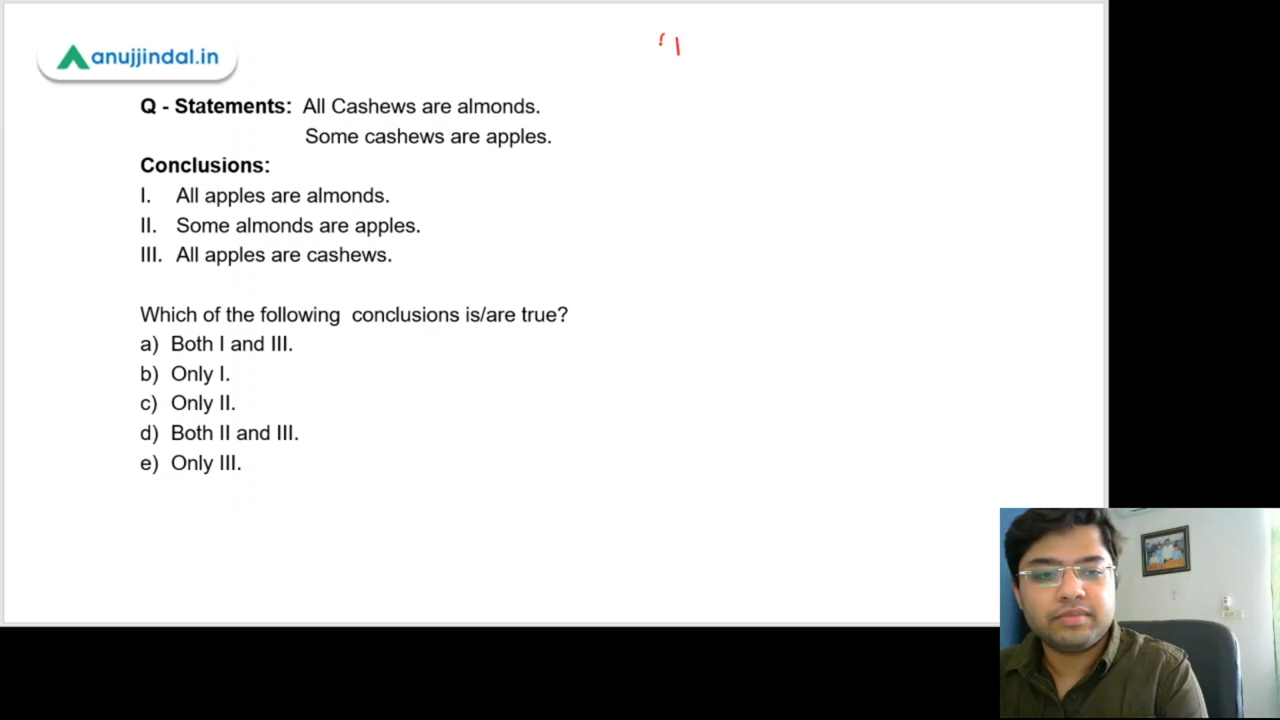 anujjindal.in
Q - Statements: All Cashews are almonds.
Some cashews are apples.
Conclusions:
I. All apples are almonds.
II. Some almonds are apples.
III. All apples are cashews.
Which of the following conclusions is/are true?
a) Both I and III.
b) Only I.
c) Only II.
d) Both II and III.
e) Only III.